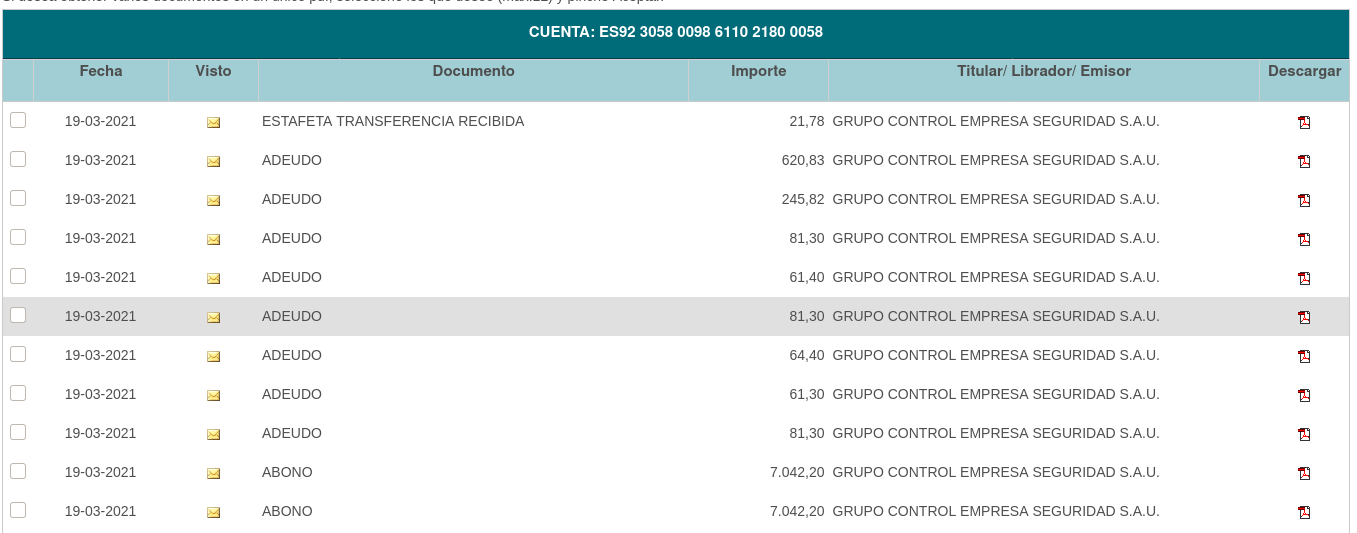 CUENTA: ES92 3058 0098 6110 2180 0058
Fecha Visto Documento Importe Titular/ Librador/ Emisor Descargar
19-03-2021 ESTAFETA TRANSFERENCIA RECIBIDA 21,78 GRUPO CONTROL EMPRESA SEGURIDAD S.A.U.
19-03-2021 ADEUDO 620,83 GRUPO CONTROL EMPRESA SEGURIDAD S.A.U.
19-03-2021 ADEUDO 245,82 GRUPO CONTROL EMPRESA SEGURIDAD S.A.U.
19-03-2021 ADEUDO 81,30 GRUPO CONTROL EMPRESA SEGURIDAD S.A.U.
19-03-2021 ADEUDO 61,40 GRUPO CONTROL EMPRESA SEGURIDAD S.A.U.
19-03-2021 ADEUDO 81,30 GRUPO CONTROL EMPRESA SEGURIDAD S.A.U.
19-03-2021 ADEUDO 64,40 GRUPO CONTROL EMPRESA SEGURIDAD S.A.U.
19-03-2021 ADEUDO 61,30 GRUPO CONTROL EMPRESA SEGURIDAD S.A.U.
19-03-2021 ADEUDO 81,30 GRUPO CONTROL EMPRESA SEGURIDAD S.A.U.
19-03-2021 ABONO 7.042,20 GRUPO CONTROL EMPRESA SEGURIDAD S.A.U.
19-03-2021 ABONO 7.042,20 GRUPO CONTROL EMPRESA SEGURIDAD S.A.U.